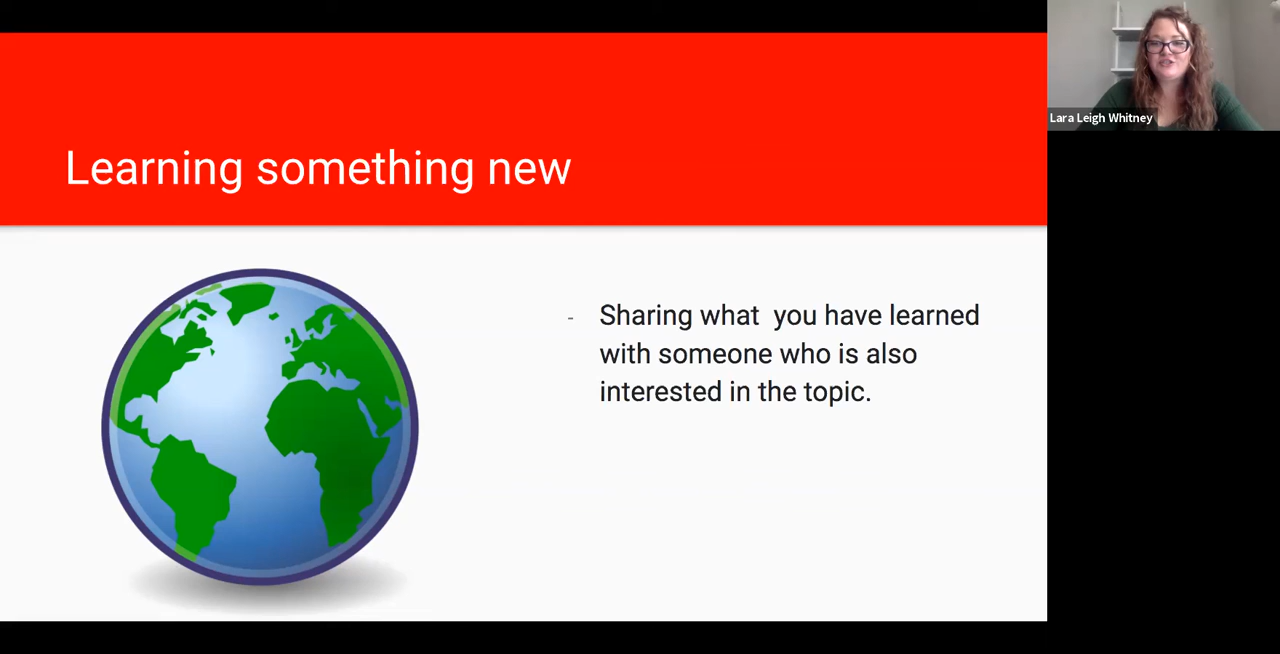 Learning something new
- Sharing what you have learned
with someone who is also
interested in the topic.
Lara Leigh Whitney